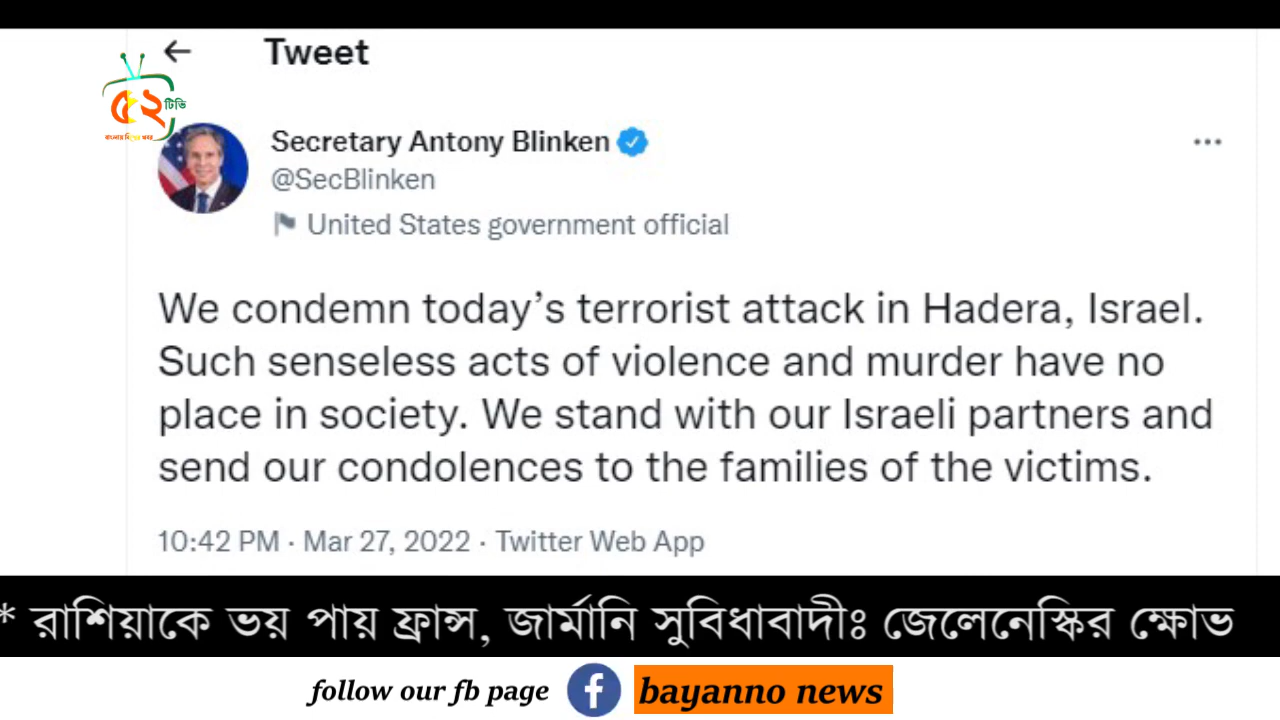 Tweet
৫২ টিভি
Secretary Antony Blinken
@SecBlinken
United States government official
We condemn today’s terrorist attack in Hadera, Israel.
Such senseless acts of violence and murder have no
place in society. We stand with our Israeli partners and
send our condolences to the families of the victims.
10:42 PM · Mar 27, 2022 · Twitter Web App
* রাশিয়াকে ভয় পায় ফ্রান্স, জার্মানি সুবিধাবাদীঃ জেলেনেস্কির ক্ষোভ
follow our fb page f bayanno news